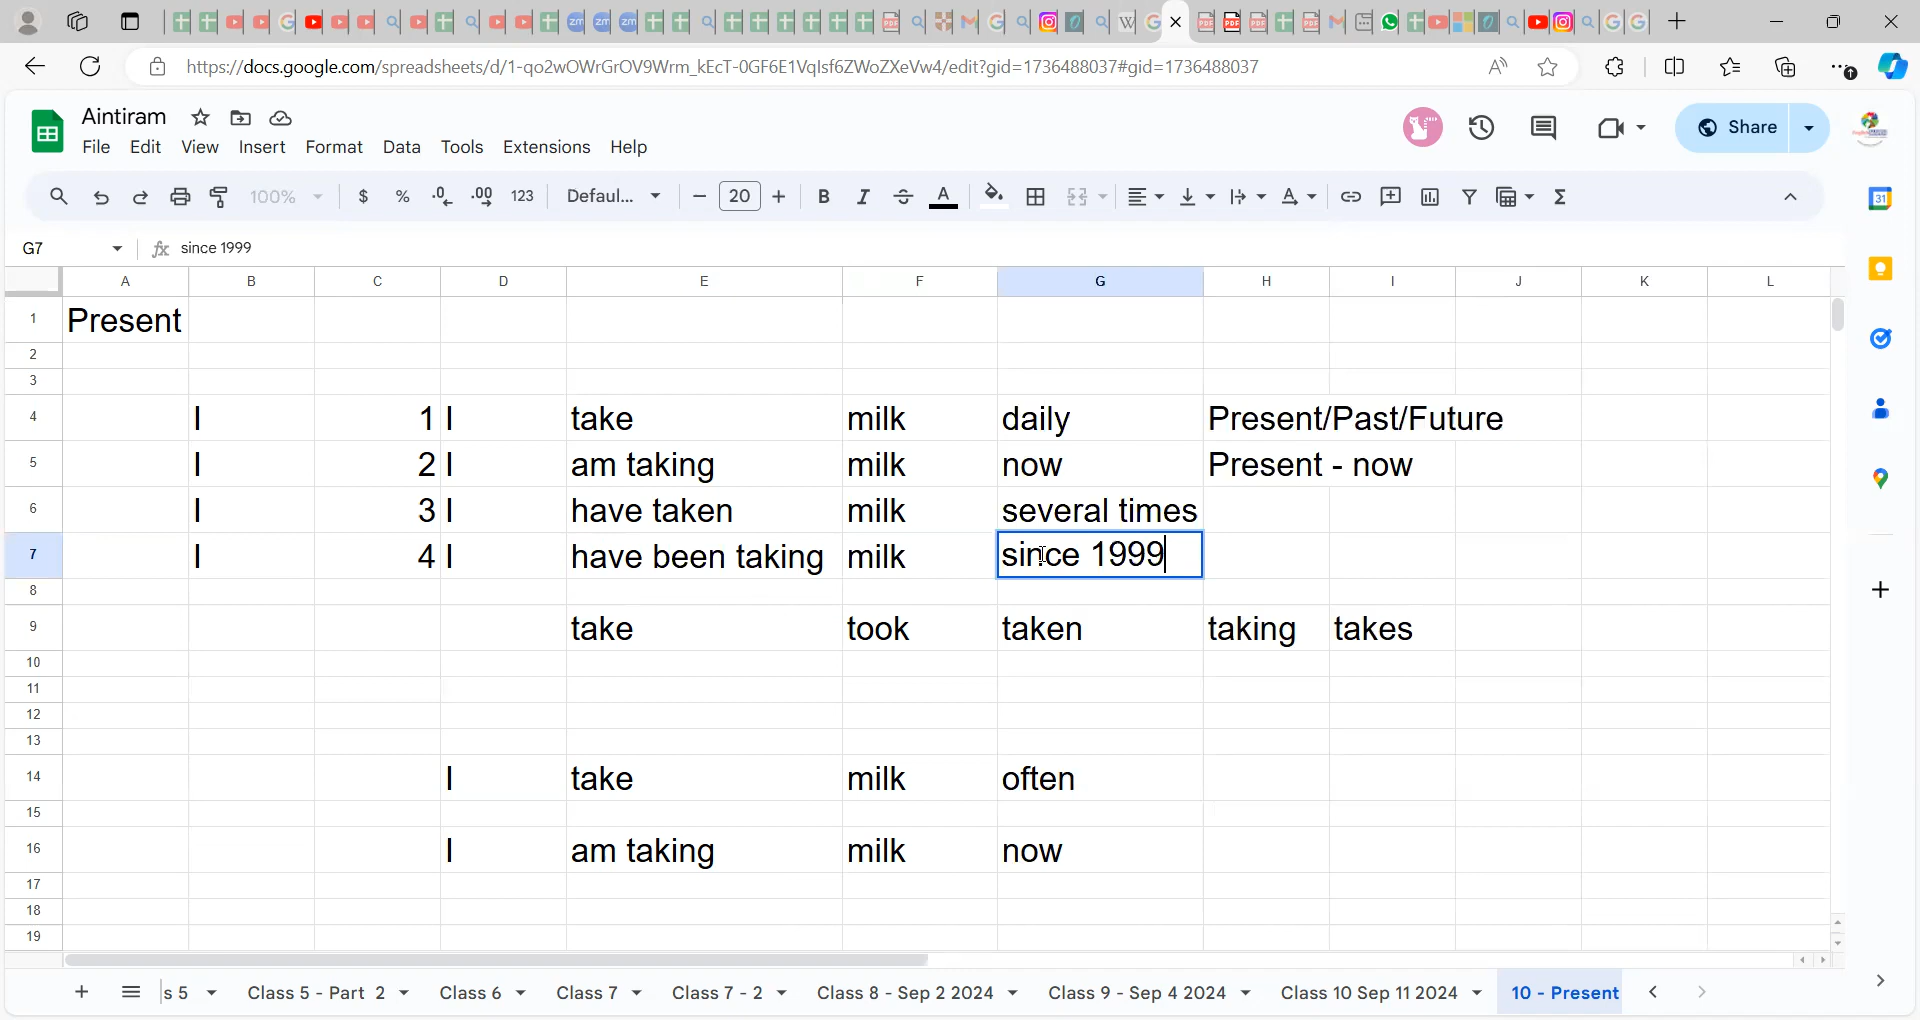 https://docs.google.com/spreadsheets/d/1-qo2wOWrGrOV9Wrm_kEcT-0GF6E1VqIsf6ZWoZXeVw4/edit?gid=1736488037#gid=1736488037
Aintiram
File Edit View Insert Format Data Tools Extensions Help
Share
100% $ % .0 .00 123 Defaul... 20
G7 fx since 1999
A B C D E F G H I J K L
1 Present
2
3
4 I 1 I take milk daily Present/Past/Future
5 I 2 I am taking milk now Present - now
6 I 3 I have taken milk several times
7 I 4 I have been taking milk since 1999
8
9 take took taken taking takes
10
11
12
13
14 I take milk often
15
16 I am taking milk now
17
18
19
s 5 Class 5 - Part 2 Class 6 Class 7 Class 7 - 2 Class 8 - Sep 2 2024 Class 9 - Sep 4 2024 Class 10 Sep 11 2024 10 - Present